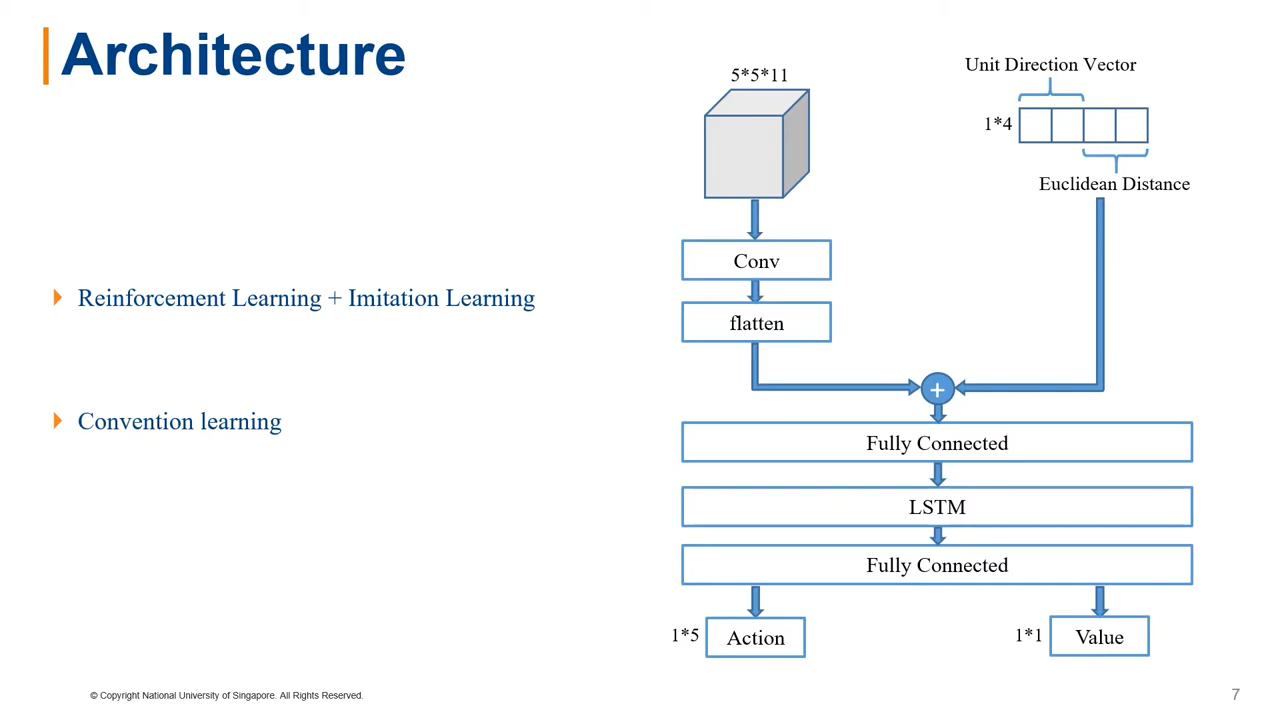 Architecture
Reinforcement Learning + Imitation Learning
Convention learning
5*5*11
Unit Direction Vector
1*4
Euclidean Distance
Conv
flatten
+
Fully Connected
LSTM
Fully Connected
1*5
Action
1*1
Value
© Copyright National University of Singapore. All Rights Reserved.
7